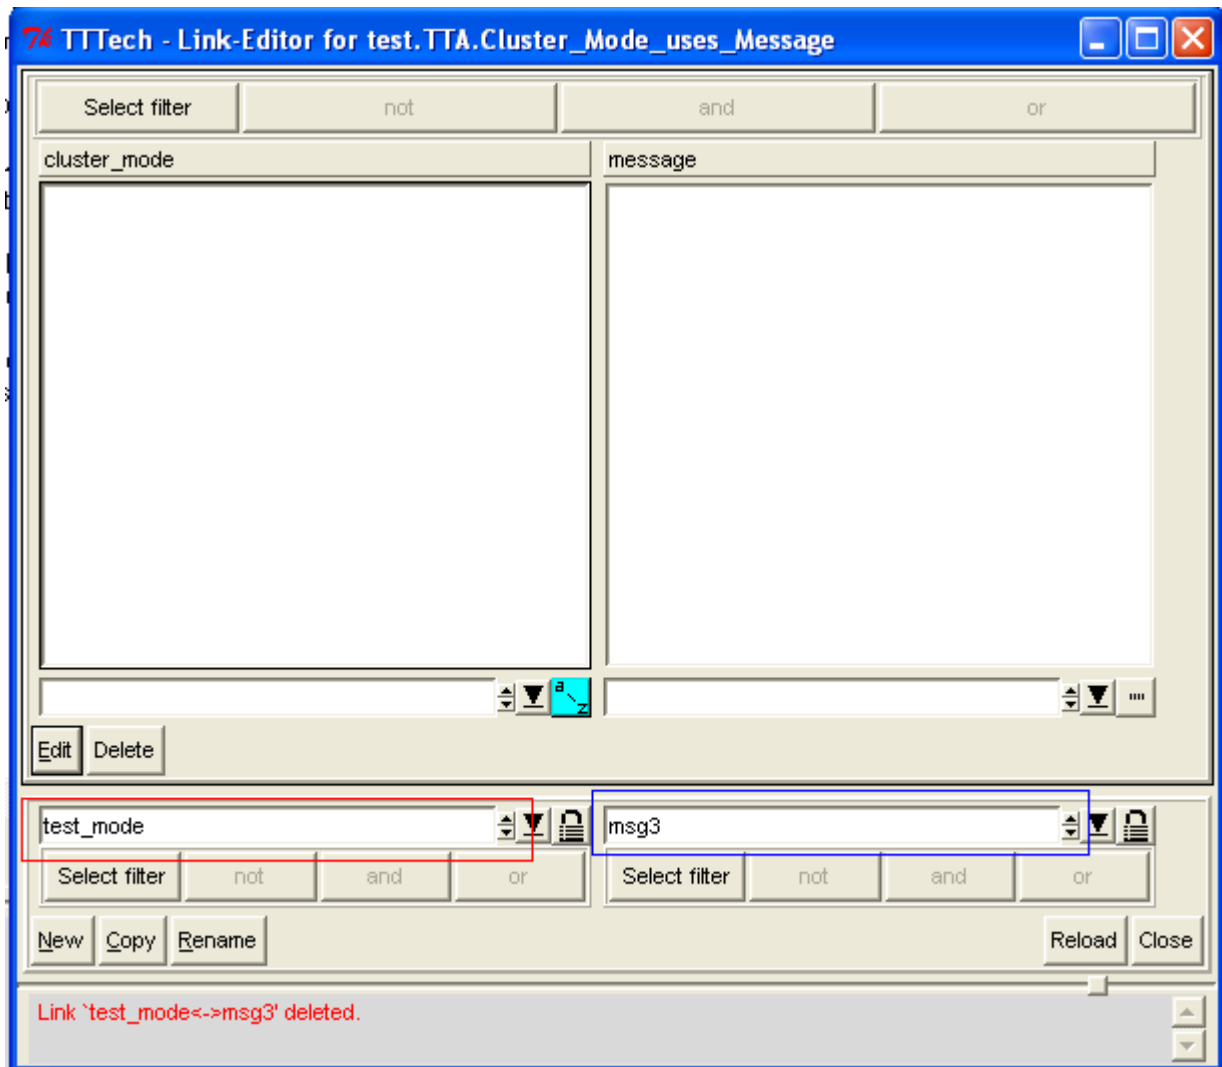 TTTech - Link-Editor for test.TTA.Cluster_Mode_uses_Message
Select filter not and or
cluster_mode message
a z ""
Edit Delete
test_mode msg3
Select filter not and or Select filter not and or
New Copy Rename Reload Close
Link `test_mode<->msg3' deleted.